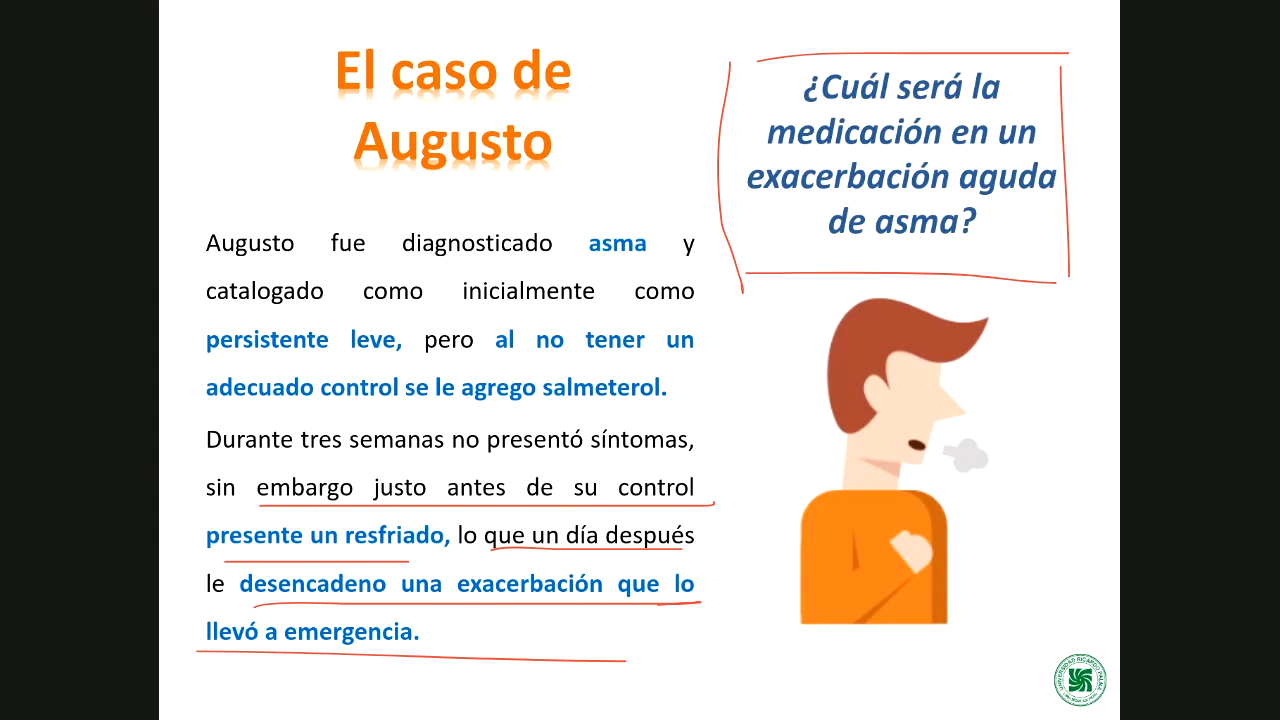 El caso de
Augusto
¿Cuál será la
medicación en un
exacerbación aguda
de asma?
Augusto fue diagnosticado asma y
catalogado como inicialmente como
persistente leve, pero al no tener un
adecuado control se le agrego salmeterol.
Durante tres semanas no presentó síntomas,
sin embargo justo antes de su control
presente un resfriado, lo que un día después
le desencadeno una exacerbación que lo
llevó a emergencia.
UNIVERSIDAD RICARDO PALMA